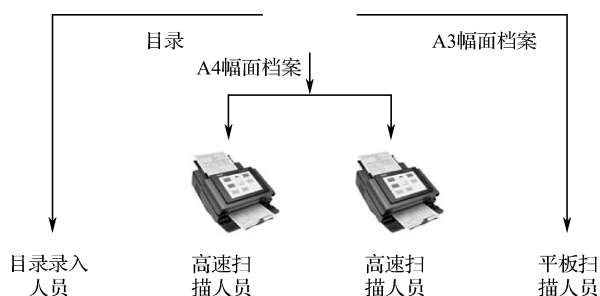 目录
A3幅面档案
A4幅面档案
目录录入
人员
高速扫
描人员
高速扫
描人员
平板扫
描人员